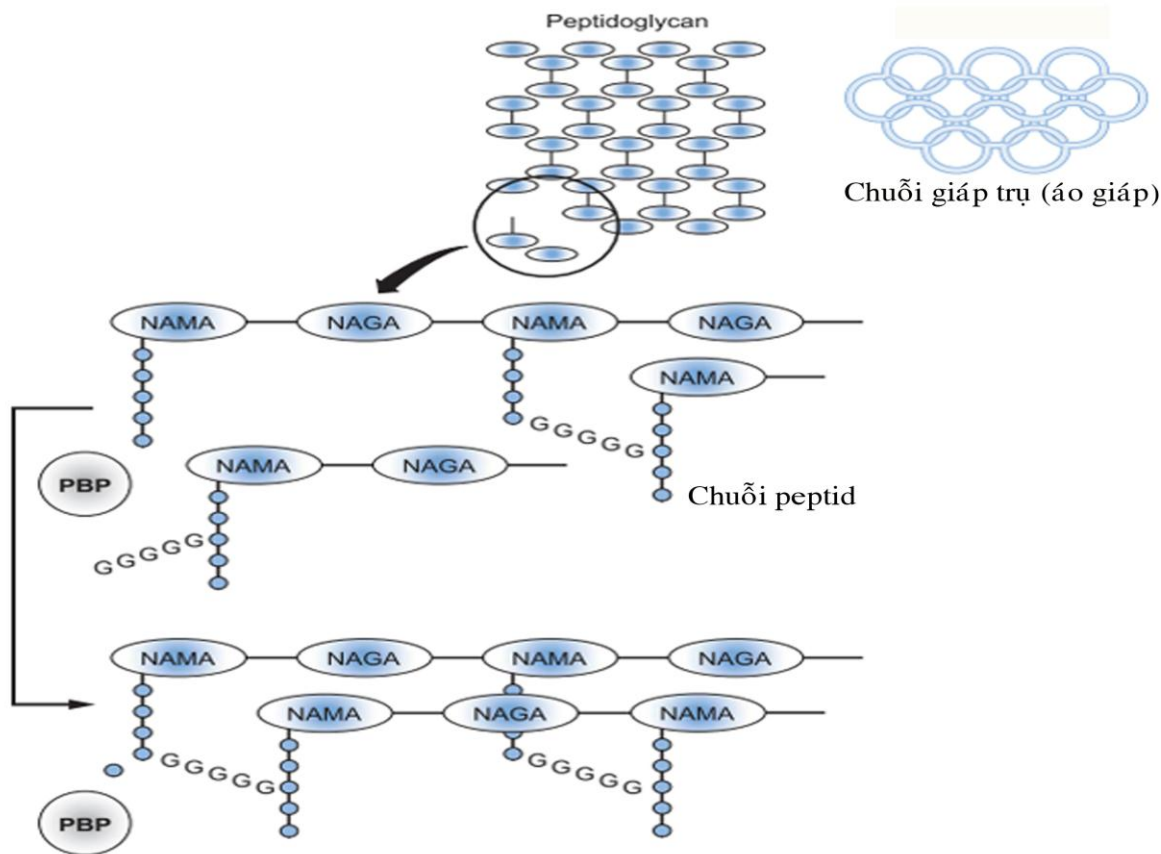 Peptidoglycan
Chuỗi giáp trụ (áo giáp)
NAMA NAGA NAMA NAGA
NAMA
GGGGG
NAMA NAGA
PBP
Chuỗi peptid
GGGGG
NAMA NAGA NAMA NAGA
NAMA NAGA NAMA
GGGGG GGGGG
PBP